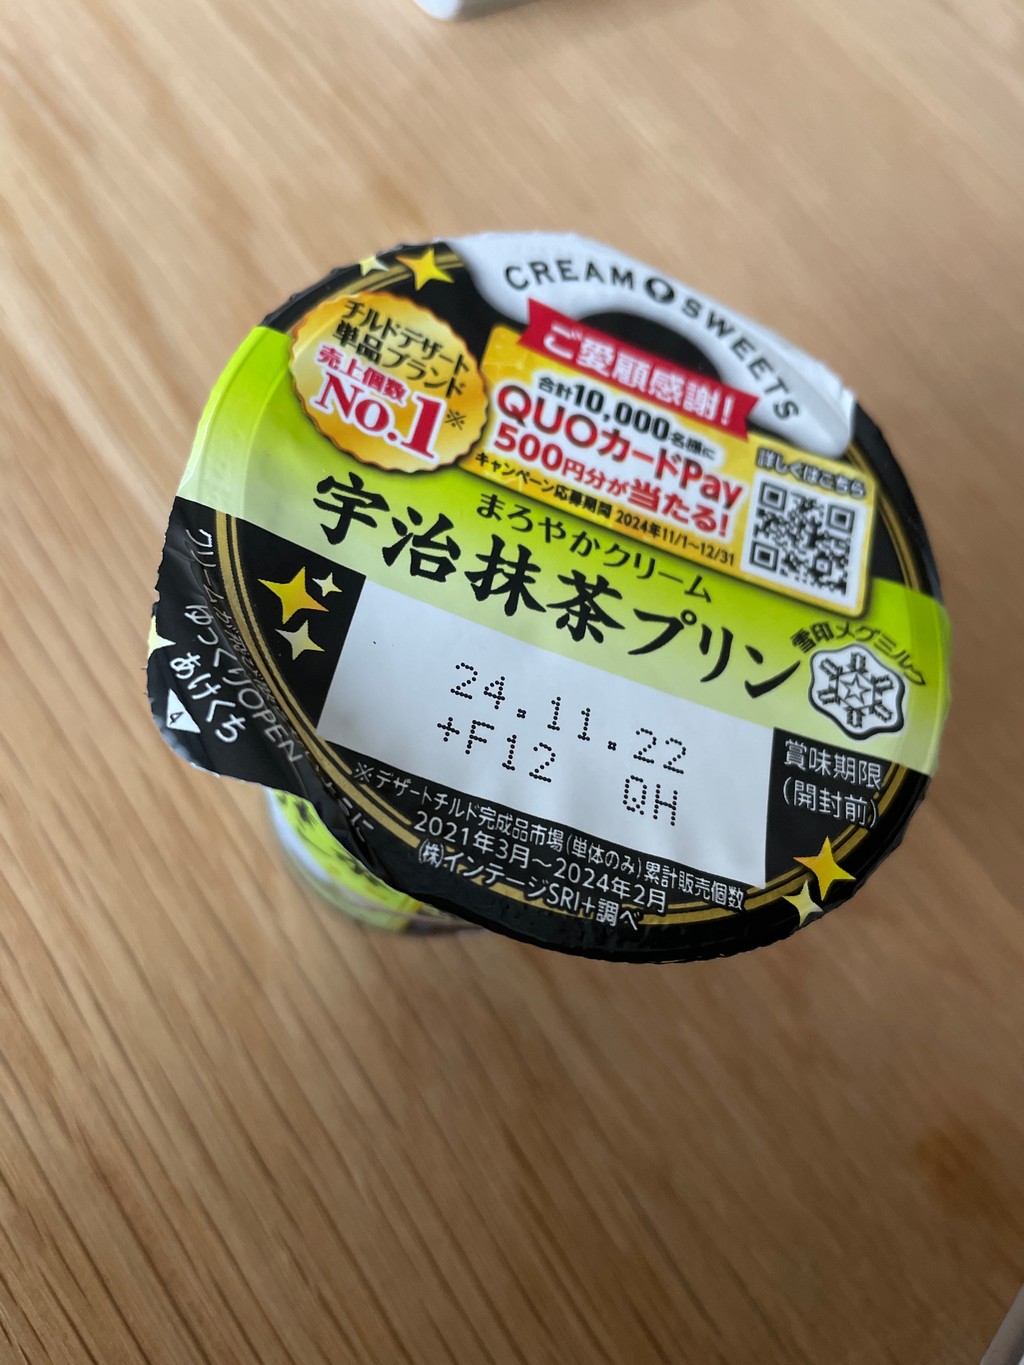 CREAM SWEETS
チルドデザート
単品ブランド
売上個数
No.1※
ご愛顧感謝!
合計10,000名様に
QUOカードPay
500円分が当たる!
キャンペーン応募期間 2024年11/1~12/31
詳しくはこちら
まろやかクリーム
宇治抹茶プリン
雪印メグミルク
24.11.22
+F12 QH
賞味期限
(開封前)
※デザートチルド完成品市場(単体のみ)累計販売個数
2021年3月~2024年2月
(株)インテージSRI+調べ
ゆっくりOPEN
あけくち
4